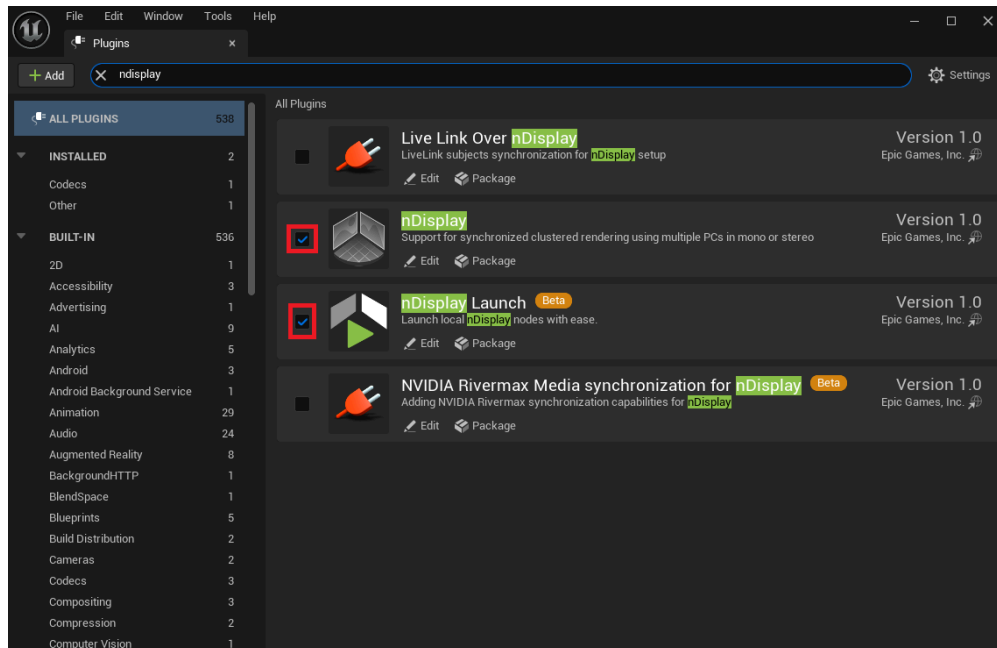 File Edit Window Tools Help
Plugins
+ Add ndisplay Settings
ALL PLUGINS 538
INSTALLED 2
Codecs 1
Other 1
BUILT-IN 536
2D 1
Accessibility 3
Advertising 1
AI 9
Analytics 5
Android 3
Android Background Service 1
Animation 29
Audio 24
Augmented Reality 8
BackgroundHTTP 1
BlendSpace 1
Blueprints 5
Build Distribution 2
Cameras 2
Codecs 3
Compositing 3
Compression 2
Computer Vision 1
All Plugins
Live Link Over nDisplay Version 1.0
LiveLink subjects synchronization for nDisplay setup Epic Games, Inc.
Edit Package
nDisplay Version 1.0
Support for synchronized clustered rendering using multiple PCs in mono or stereo Epic Games, Inc.
Edit Package
nDisplay Launch Beta Version 1.0
Launch local nDisplay nodes with ease. Epic Games, Inc.
Edit Package
NVIDIA Rivermax Media synchronization for nDisplay Beta Version 1.0
Adding NVIDIA Rivermax synchronization capabilities for nDisplay Epic Games, Inc.
Edit Package